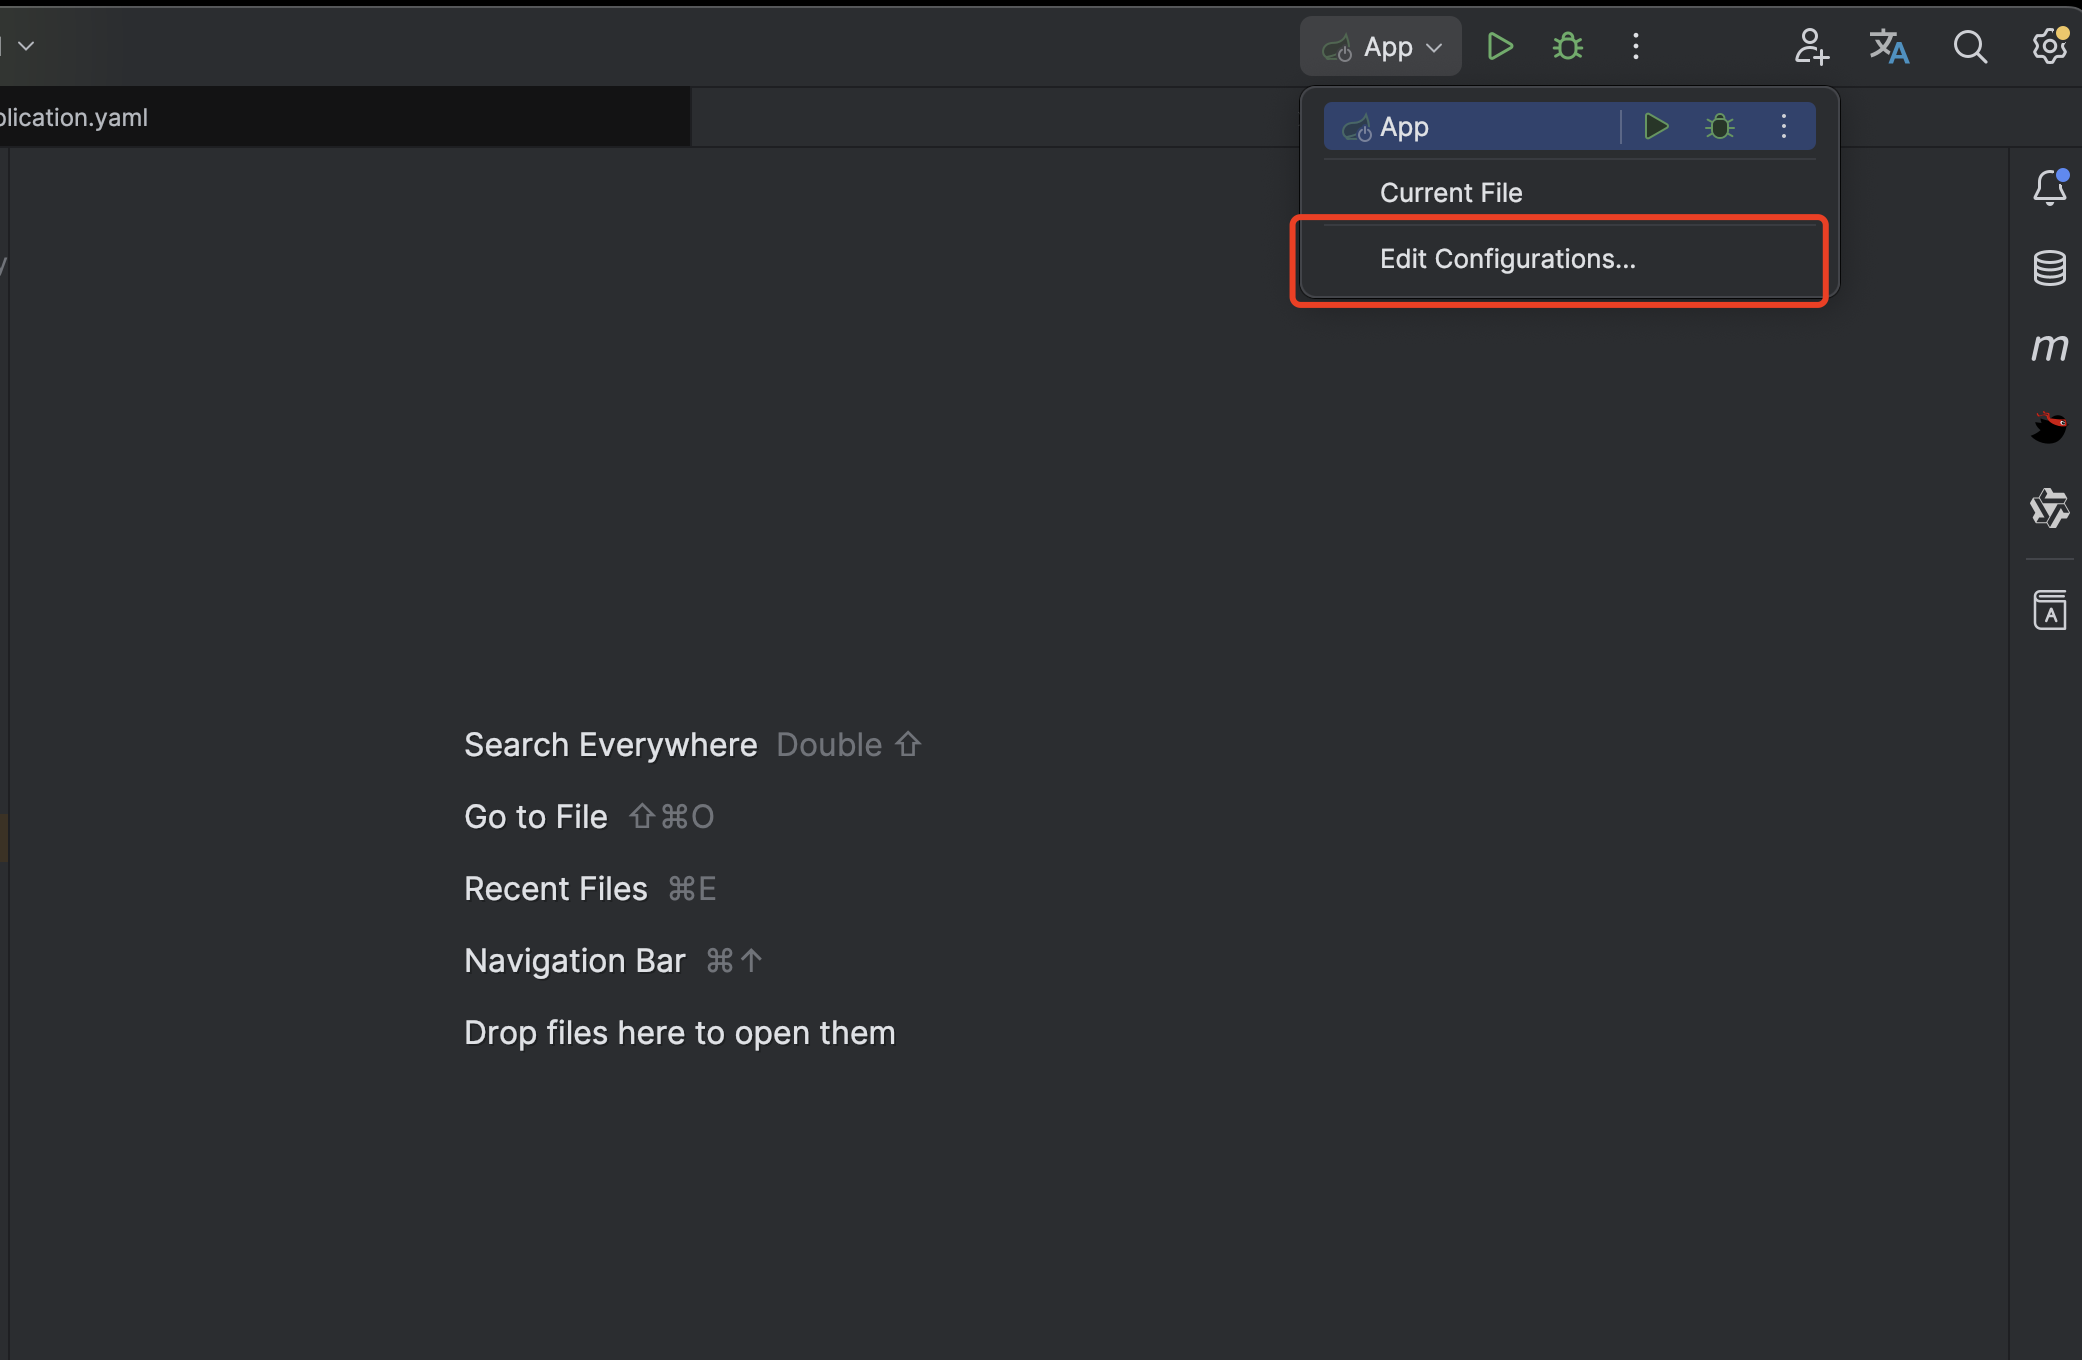 App
plication.yaml
App
Current File
Edit Configurations...
Search Everywhere Double ⇧
Go to File ⇧⌘O
Recent Files ⌘E
Navigation Bar ⌘↑
Drop files here to open them